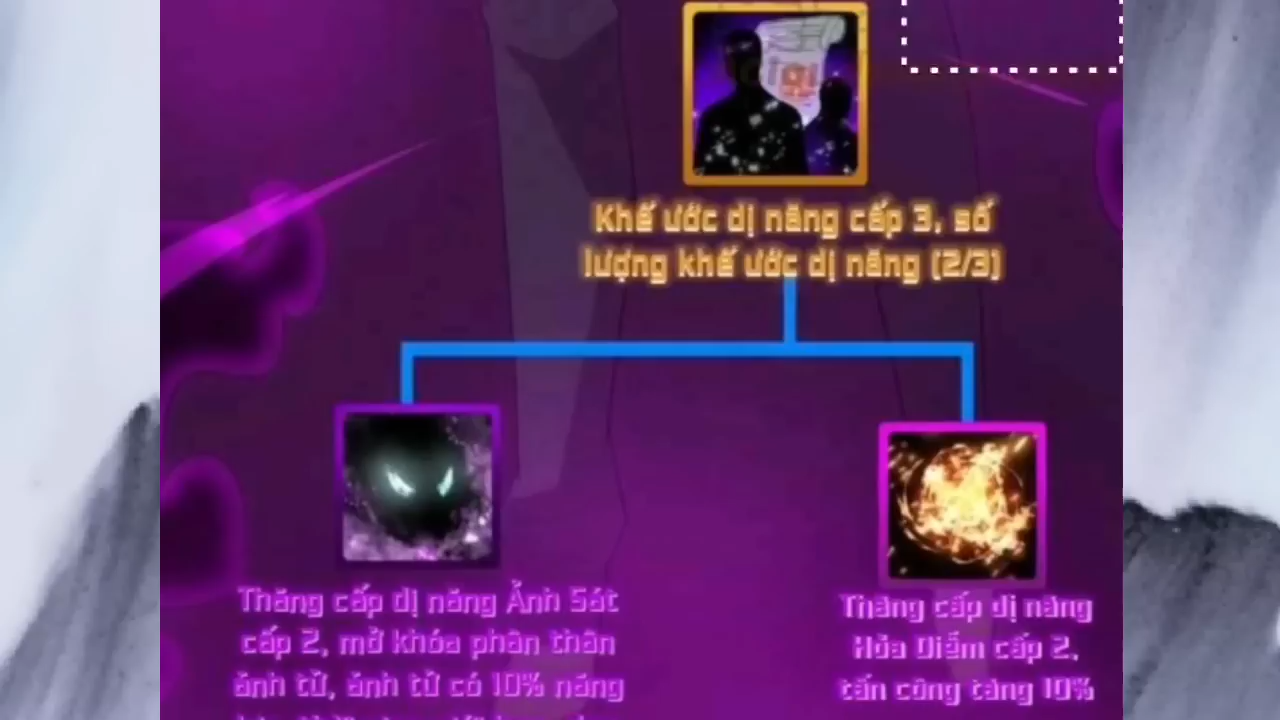 Khế ước dị năng cấp 3, số
lượng khế ước dị năng (2/3)
Thăng cấp dị năng Ảnh Sát
cấp 2, mở khóa phân thân
ảnh tử, ảnh tử có 10% năng
Thăng cấp dị năng
Hỏa Diễm cấp 2,
tấn công tăng 10%